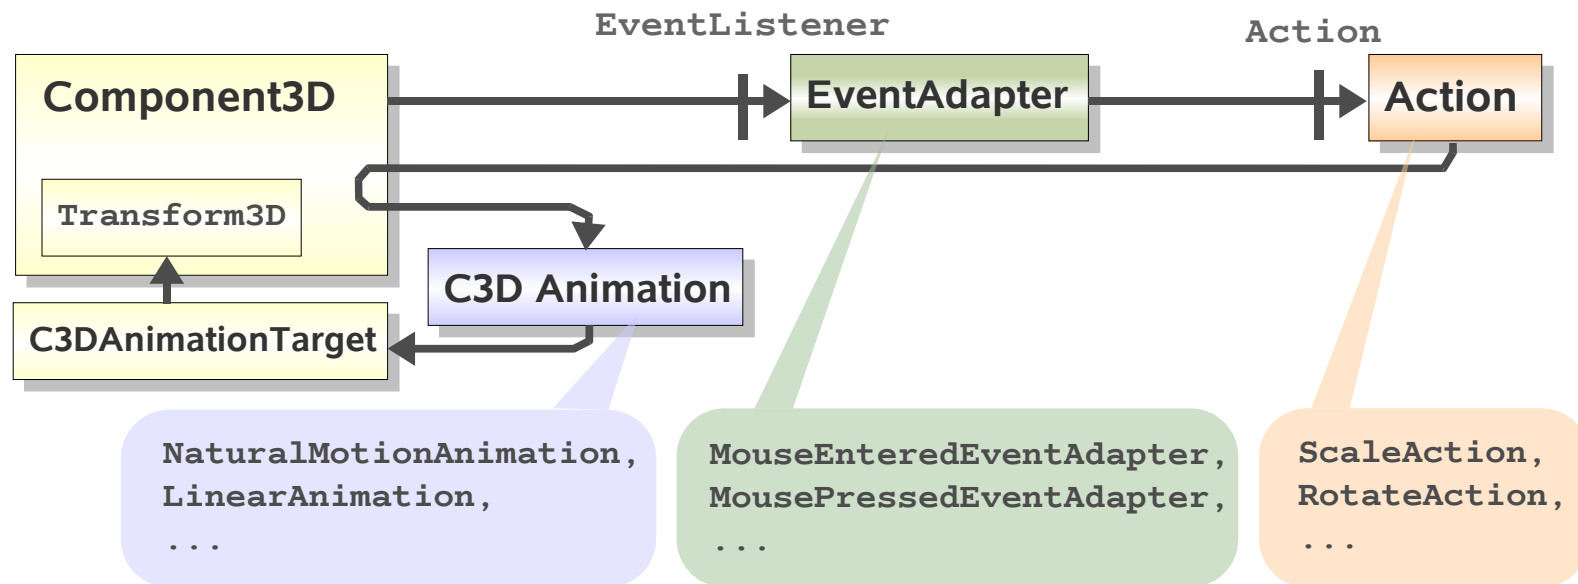 EventListener
Action
Component3D
EventAdapter
Action
Transform3D
C3D Animation
C3DAnimationTarget
NaturalMotionAnimation,
LinearAnimation,
...
MouseEnteredEventAdapter,
MousePressedEventAdapter,
...
ScaleAction,
RotateAction,
...